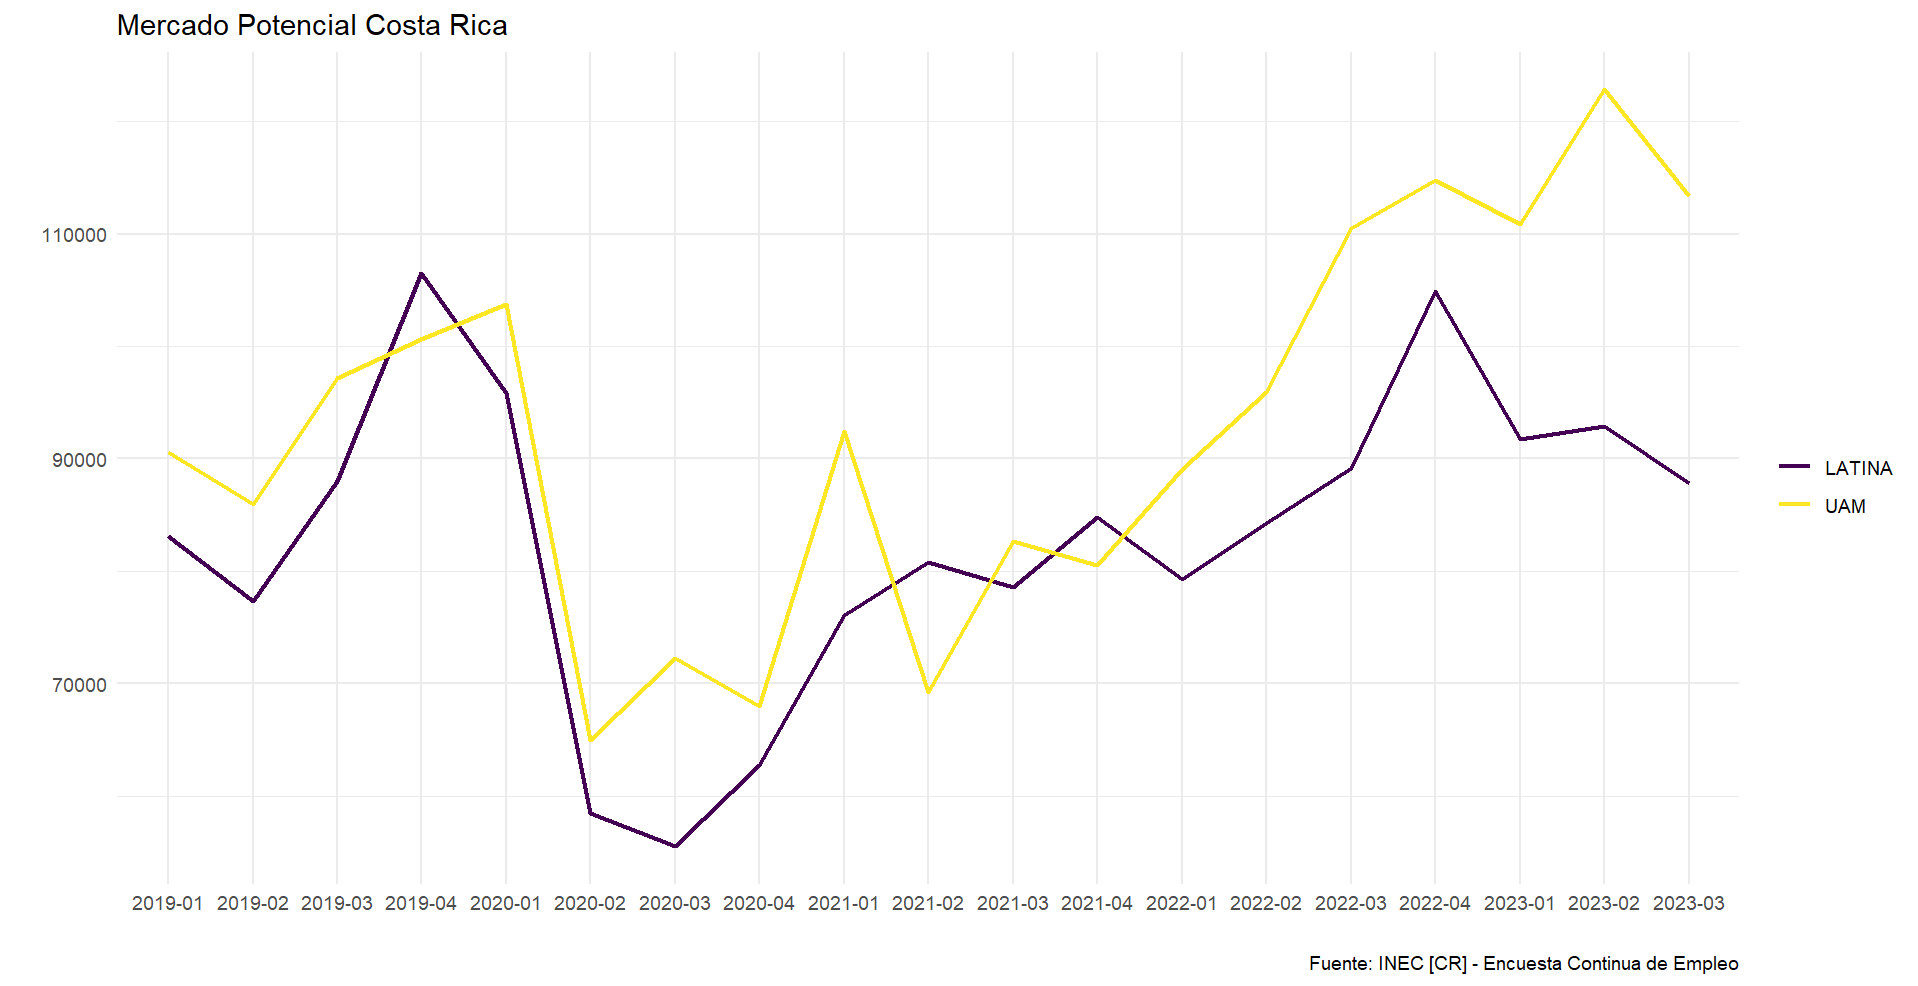 Mercado Potencial Costa Rica
110000
90000
70000
LATINA
UAM
2019-01 2019-02 2019-03 2019-04 2020-01 2020-02 2020-03 2020-04 2021-01 2021-02 2021-03 2021-04 2022-01 2022-02 2022-03 2022-04 2023-01 2023-02 2023-03
Fuente: INEC [CR] - Encuesta Continua de Empleo